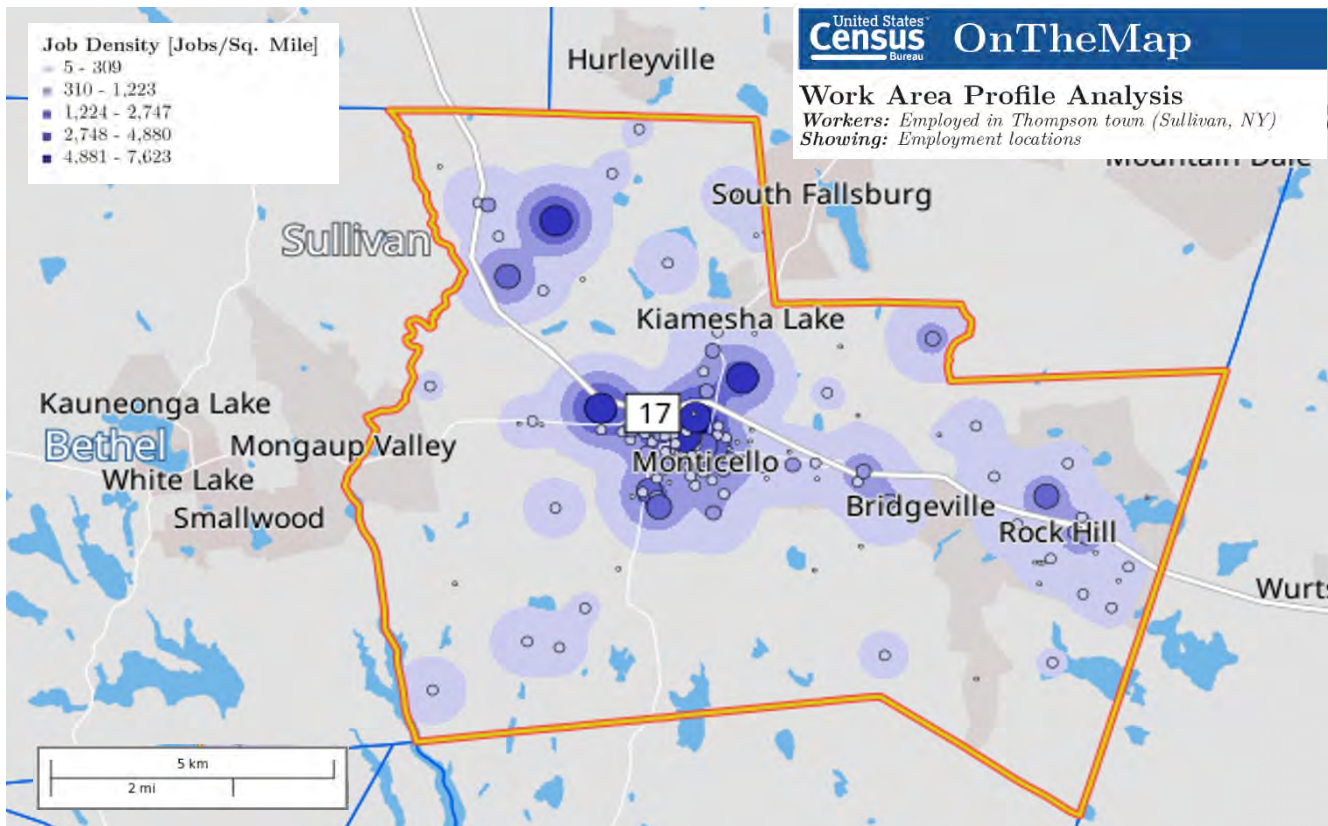 Job Density [Jobs/Sq. Mile]
5 - 309
310 - 1,223
1,224 - 2,747
2,748 - 4,880
4,881 - 7,623
United States
Census
Bureau
OnTheMap
Work Area Profile Analysis
Workers: Employed in Thompson town (Sullivan, NY)
Showing: Employment locations
Hurleyville
Mountain Dale
South Fallsburg
Sullivan
Kiamesha Lake
Kauneonga Lake
17
Bethel
Mongaup Valley
Monticello
White Lake
Bridgeville
Smallwood
Rock Hill
Wurts
5 km
2 mi